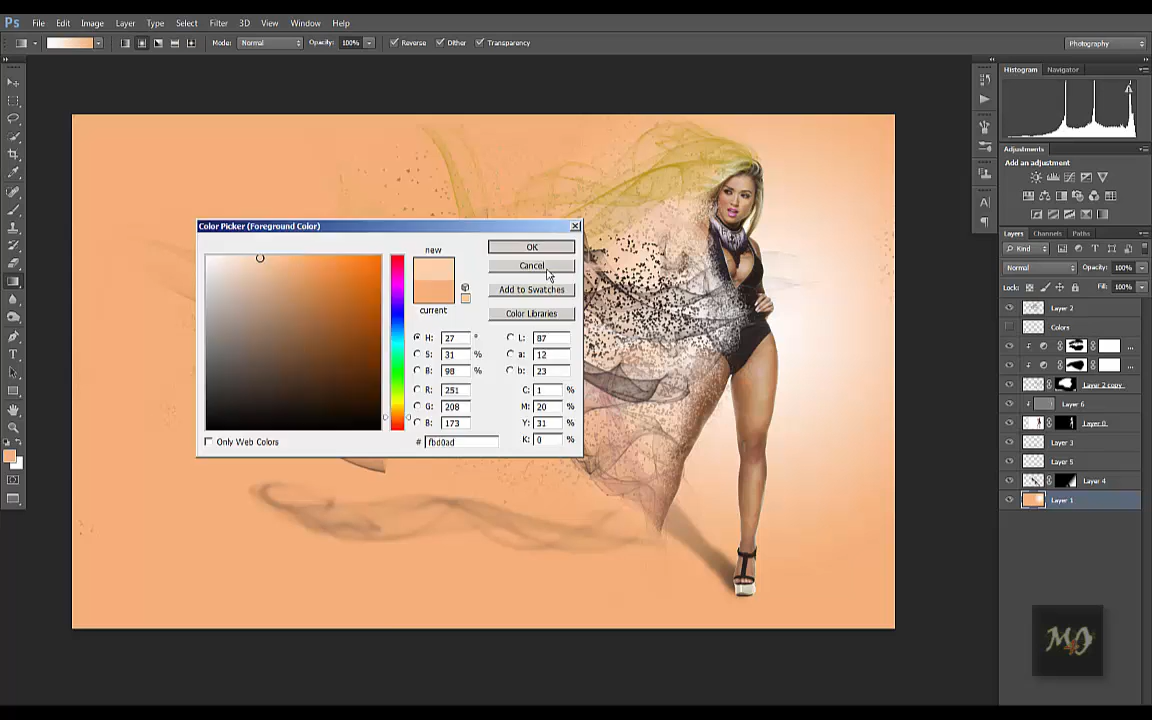 Ps File Edit Image Layer Type Select Filter 3D View Window Help
Mode: Normal Opacity: 100% Reverse Dither Transparency Photography
Histogram Navigator
Adjustments
Add an adjustment
Layers Channels Paths
Kind
Normal Opacity: 100%
Lock: Fill: 100%
Layer 2
Colors
...
...
Layer 2 copy
Layer 6
Layer 0
Layer 3
Layer 5
Layer 4
Layer 1
Color Picker (Foreground Color)
new
current
OK
Cancel
Add to Swatches
Color Libraries
H: 27 °
S: 31 %
B: 98 %
R: 251
G: 208
B: 173
# fbd0ad
L: 87
a: 12
b: 23
C: 1 %
M: 20 %
Y: 31 %
K: 0 %
Only Web Colors
A
T
MJ